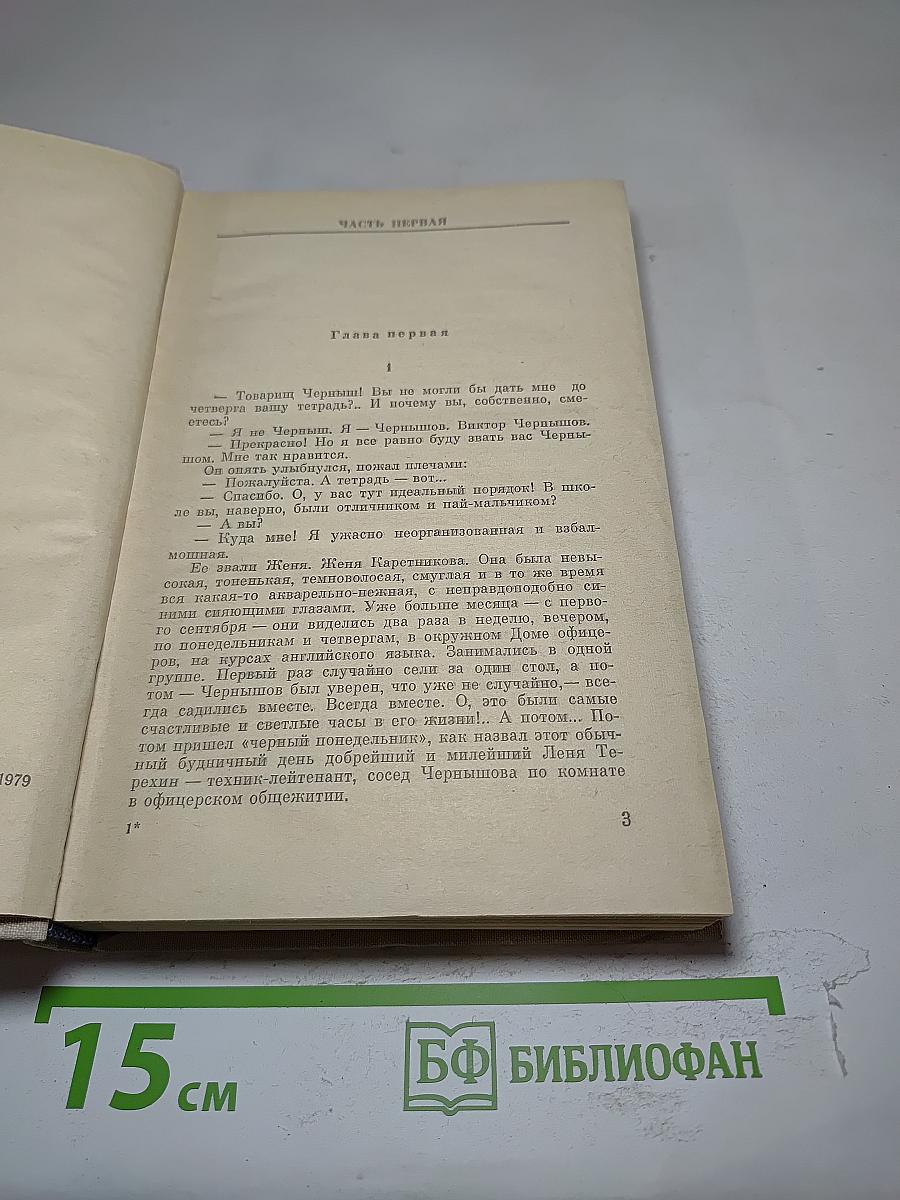 1979
ЧАСТЬ ПЕРВАЯ
Глава первая
1
— Товарищ Черныш! Вы не могли бы дать мне до
четверга вашу тетрадь?.. И почему вы, собственно, сме-
етесь?
— Я не Черныш. Я — Чернышов. Виктор Чернышов.
— Прекрасно! Но я все равно буду звать вас Черны-
шом. Мне так нравится.
Он опять улыбнулся, пожал плечами:
— Пожалуйста. А тетрадь — вот...
— Спасибо. О, у вас тут идеальный порядок! В шко-
ле вы, наверно, были отличником и пай-мальчиком?
— А вы?
— Куда мне! Я ужасно неорганизованная и взбал-
мошная.
Ее звали Женя. Женя Каретникова. Она была невы-
сокая, тоненькая, темноволосая, смуглая и в то же время
вся какая-то акварельно-нежная, с неправдоподобно си-
ними сияющими глазами. Уже больше месяца — с перво-
го сентября — они виделись два раза в неделю, вечером,
по понедельникам и четвергам, в окружном Доме офице-
ров, на курсах английского языка. Занимались в одной
группе. Первый раз случайно сели за один стол, а по-
том — Чернышов был уверен, что уже не случайно,— все-
гда садились вместе. Всегда вместе. О, это были самые
счастливые и светлые часы в его жизни!.. А потом... По-
том пришел «черный понедельник», как назвал этот обыч-
ный будничный день добрейший и милейший Леня Те-
рехин — техник-лейтенант, сосед Чернышова по комнате
в офицерском общежитии.
1*
3
15 см
БФ БИБЛИОФАН